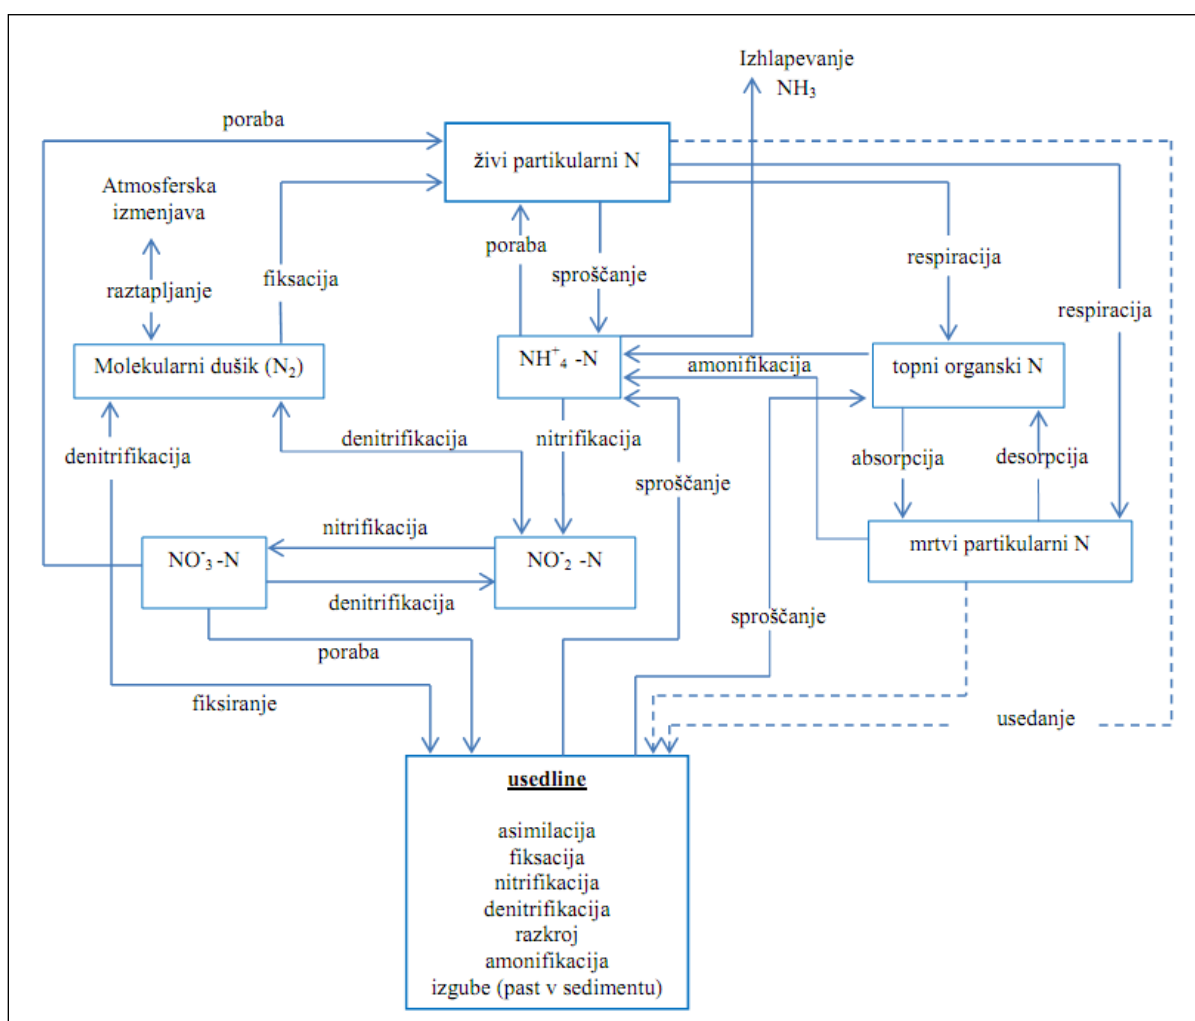 Izhlapevanje
NH₃
poraba
živi partikularni N
Atmosferska
izmenjava
poraba
sproščanje
respiracija
fiksacija
raztapljanje
respiracija
Molekularni dušik (N₂)
NH⁺₄ -N
amonifikacija
topni organski N
denitrifikacija
denitrifikacija
nitrifikacija
sproščanje
absorpcija
desorpcija
nitrifikacija
NO⁻₃ -N
NO⁻₂ -N
mrtvi partikularni N
denitrifikacija
sproščanje
poraba
fiksiranje
usedanje
usedline
asimilacija
fiksacija
nitrifikacija
denitrifikacija
razkroj
amonifikacija
izgube (past v sedimentu)